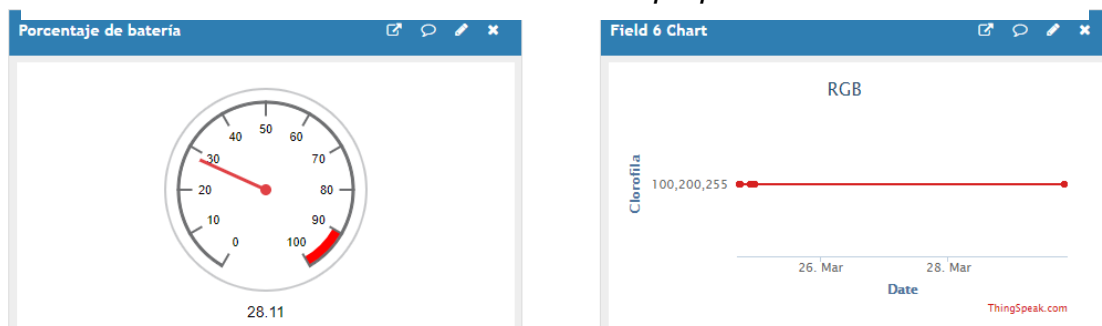 Porcentaje de batería
50
40
60
30
70
20
80
10
90
0
100
28.11
Field 6 Chart
RGB
Clorofila
100,200,255
26. Mar
28. Mar
Date
ThingSpeak.com